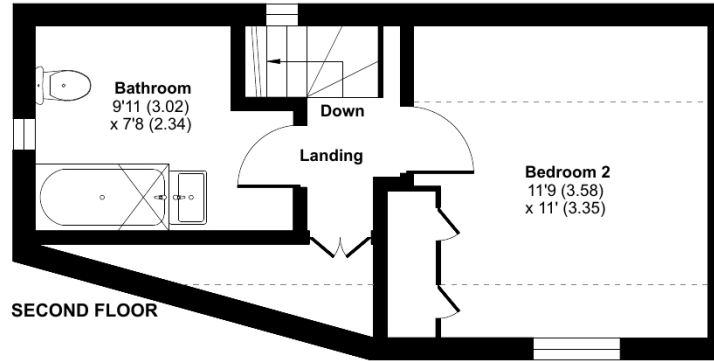 Bathroom
9'11 (3.02)
x 7'8 (2.34)
Down
Landing
Bedroom 2
11'9 (3.58)
x 11' (3.35)
SECOND FLOOR